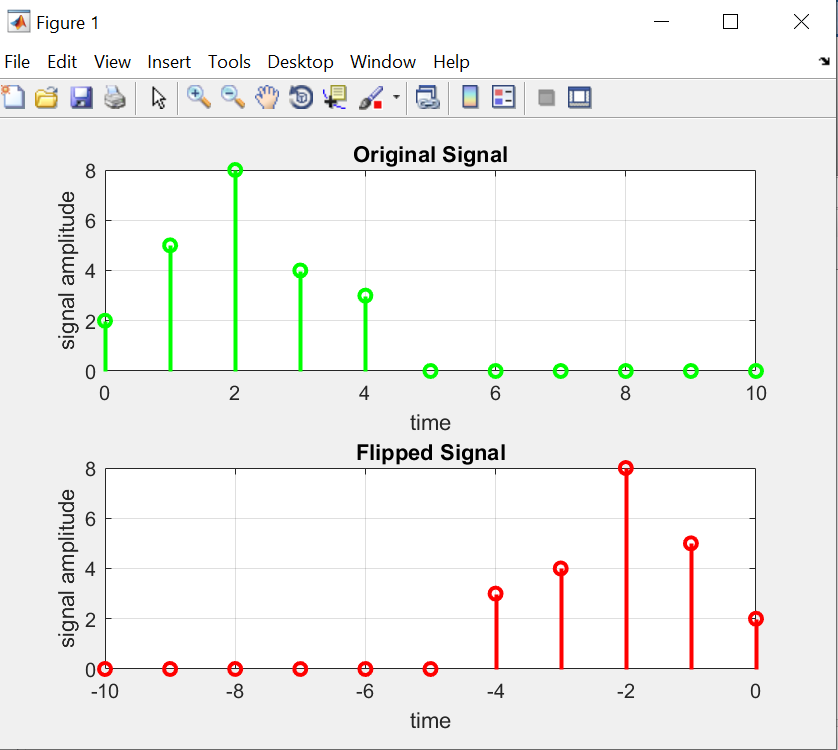 Figure 1
File Edit View Insert Tools Desktop Window Help
Original Signal
8
6
4
2
0
signal amplitude
0 2 4 6 8 10
time
Flipped Signal
8
6
4
2
0
signal amplitude
-10 -8 -6 -4 -2 0
time